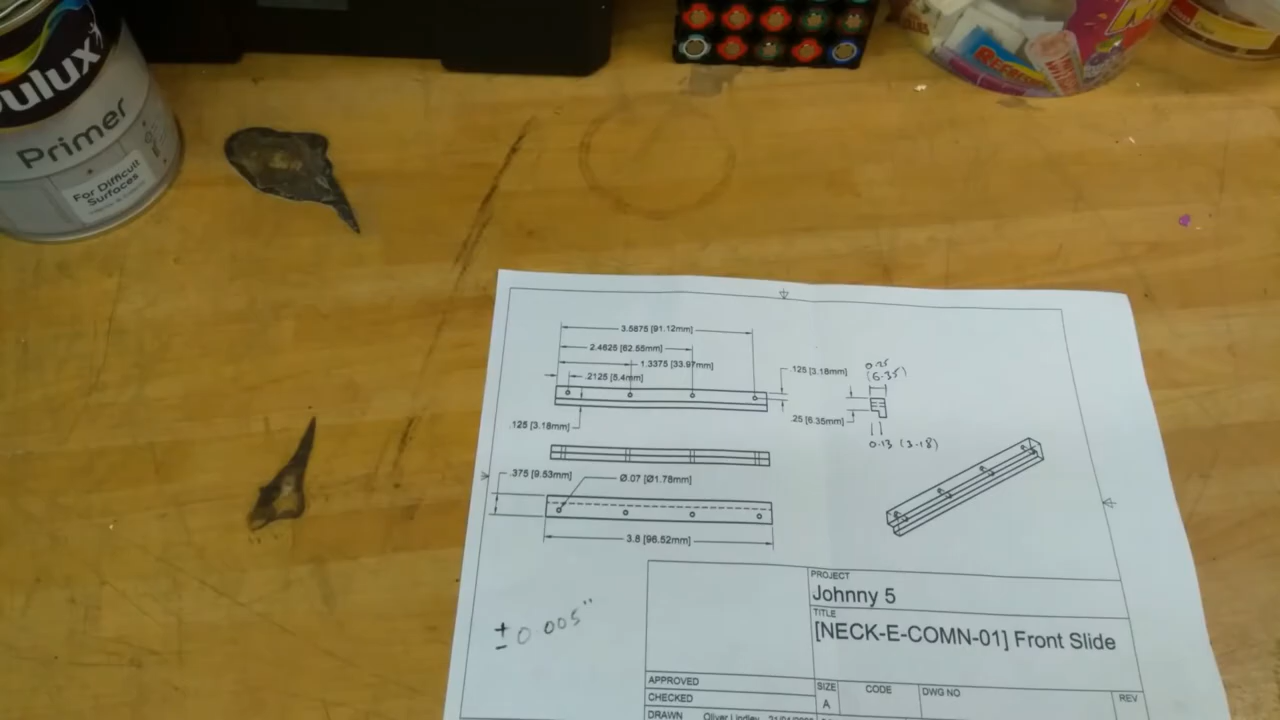 Dulux
Primer
For Difficult
Surfaces
3.5875 [91.12mm]
2.4625 [62.55mm]
1.3375 [33.97mm]
.2125 [5.4mm]
.125 [3.18mm]
0.25
(6.35)
.25 [6.35mm]
.125 [3.18mm]
0.13 (3.18)
.375 [9.53mm]
Ø.07 [Ø1.78mm]
3.8 [96.52mm]
± 0.005"
PROJECT
Johnny 5
TITLE
[NECK-E-COMN-01] Front Slide
APPROVED
CHECKED
DRAWN Oliver Lindley
SIZE
A
CODE
DWG NO
REV